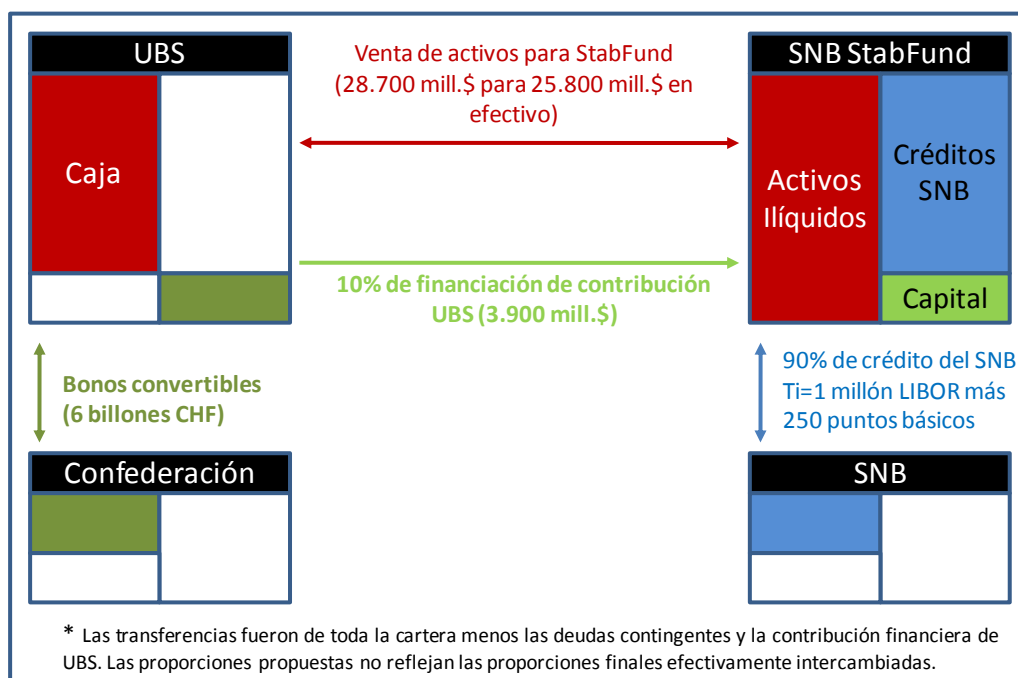 UBS
Venta de activos para StabFund
(28.700 mill.$ para 25.800 mill.$ en
efectivo)
SNB StabFund
Caja
Activos
Ilíquidos
Créditos
SNB
10% de financiación de contribución
UBS (3.900 mill.$)
Capital
Bonos convertibles
(6 billones CHF)
90% de crédito del SNB
Ti=1 millón LIBOR más
250 puntos básicos
Confederación
SNB
* Las transferencias fueron de toda la cartera menos las deudas contingentes y la contribución financiera de
UBS. Las proporciones propuestas no reflejan las proporciones finales efectivamente intercambiadas.